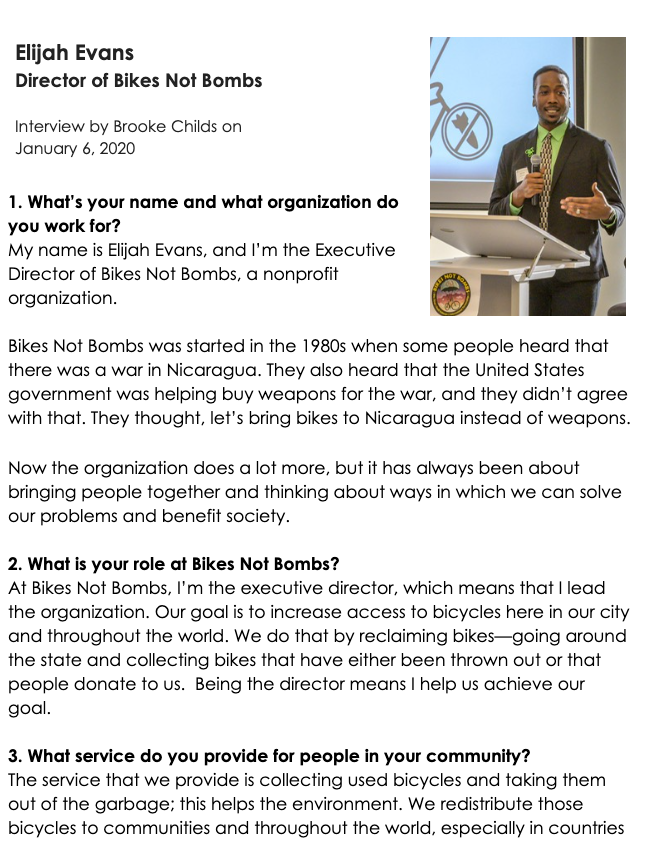 Elijah Evans
Director of Bikes Not Bombs
Interview by Brooke Childs on
January 6, 2020
1. What’s your name and what organization do
you work for?
My name is Elijah Evans, and I’m the Executive
Director of Bikes Not Bombs, a nonprofit
organization.
BIKES NOT BOMBS
Bikes Not Bombs was started in the 1980s when some people heard that
there was a war in Nicaragua. They also heard that the United States
government was helping buy weapons for the war, and they didn’t agree
with that. They thought, let’s bring bikes to Nicaragua instead of weapons.
Now the organization does a lot more, but it has always been about
bringing people together and thinking about ways in which we can solve
our problems and benefit society.
2. What is your role at Bikes Not Bombs?
At Bikes Not Bombs, I’m the executive director, which means that I lead
the organization. Our goal is to increase access to bicycles here in our city
and throughout the world. We do that by reclaiming bikes—going around
the state and collecting bikes that have either been thrown out or that
people donate to us.  Being the director means I help us achieve our
goal.
3. What service do you provide for people in your community?
The service that we provide is collecting used bicycles and taking them
out of the garbage; this helps the environment. We redistribute those
bicycles to communities and throughout the world, especially in countries